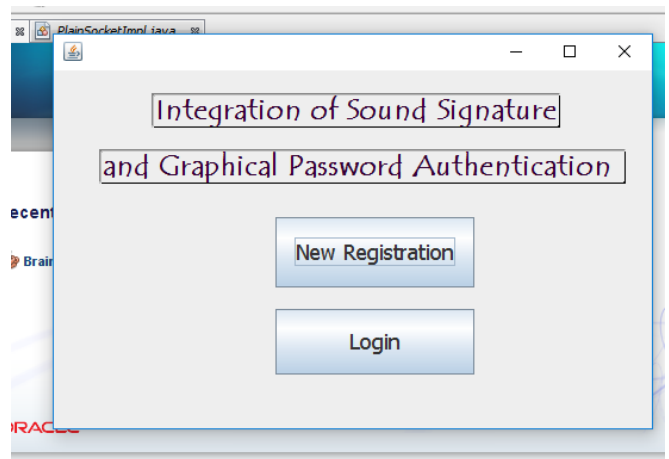 PlainSocketImpl.java
Integration of Sound Signature
and Graphical Password Authentication
ecent
New Registration
Brain
Login
ORACLE